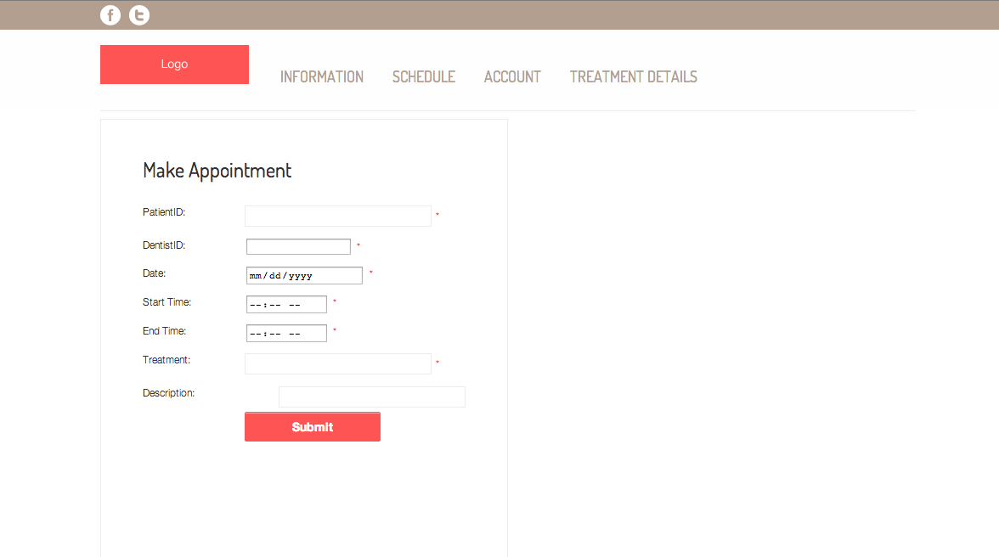 Logo
INFORMATION SCHEDULE ACCOUNT TREATMENT DETAILS
Make Appointment
PatientID: *
DentistID: *
Date: mm/dd/yyyy *
Start Time: --:-- -- *
End Time: --:-- -- *
Treatment: *
Description:
Submit